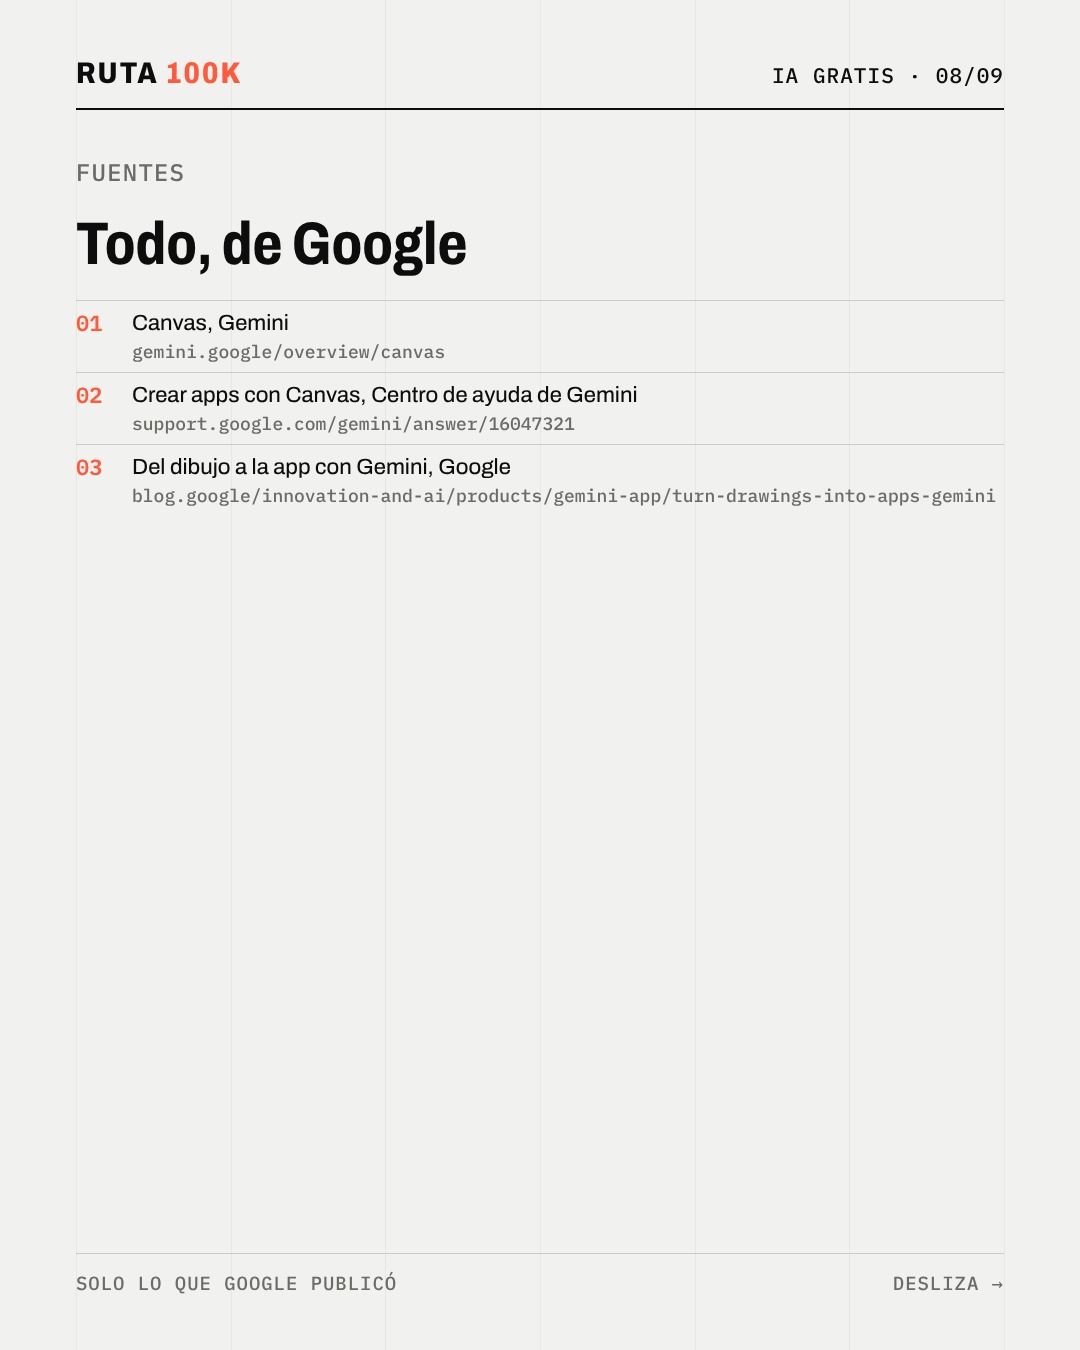 RUTA 100K
IA GRATIS · 08/09
FUENTES
Todo, de Google
01 Canvas, Gemini
gemini.google/overview/canvas
02 Crear apps con Canvas, Centro de ayuda de Gemini
support.google.com/gemini/answer/16047321
03 Del dibujo a la app con Gemini, Google
blog.google/innovation-and-ai/products/gemini-app/turn-drawings-into-apps-gemini
SOLO LO QUE GOOGLE PUBLICÓ
DESLIZA →